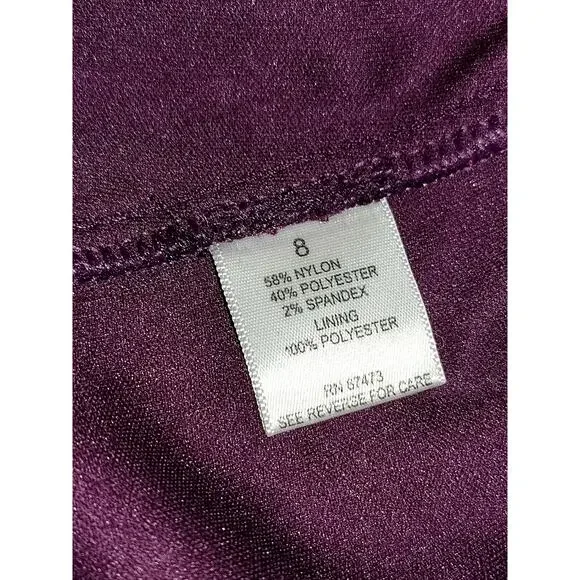 8
58% NYLON
40% POLYESTER
2% SPANDEX
LINING
100% POLYESTER
RN 67473
SEE REVERSE FOR CARE